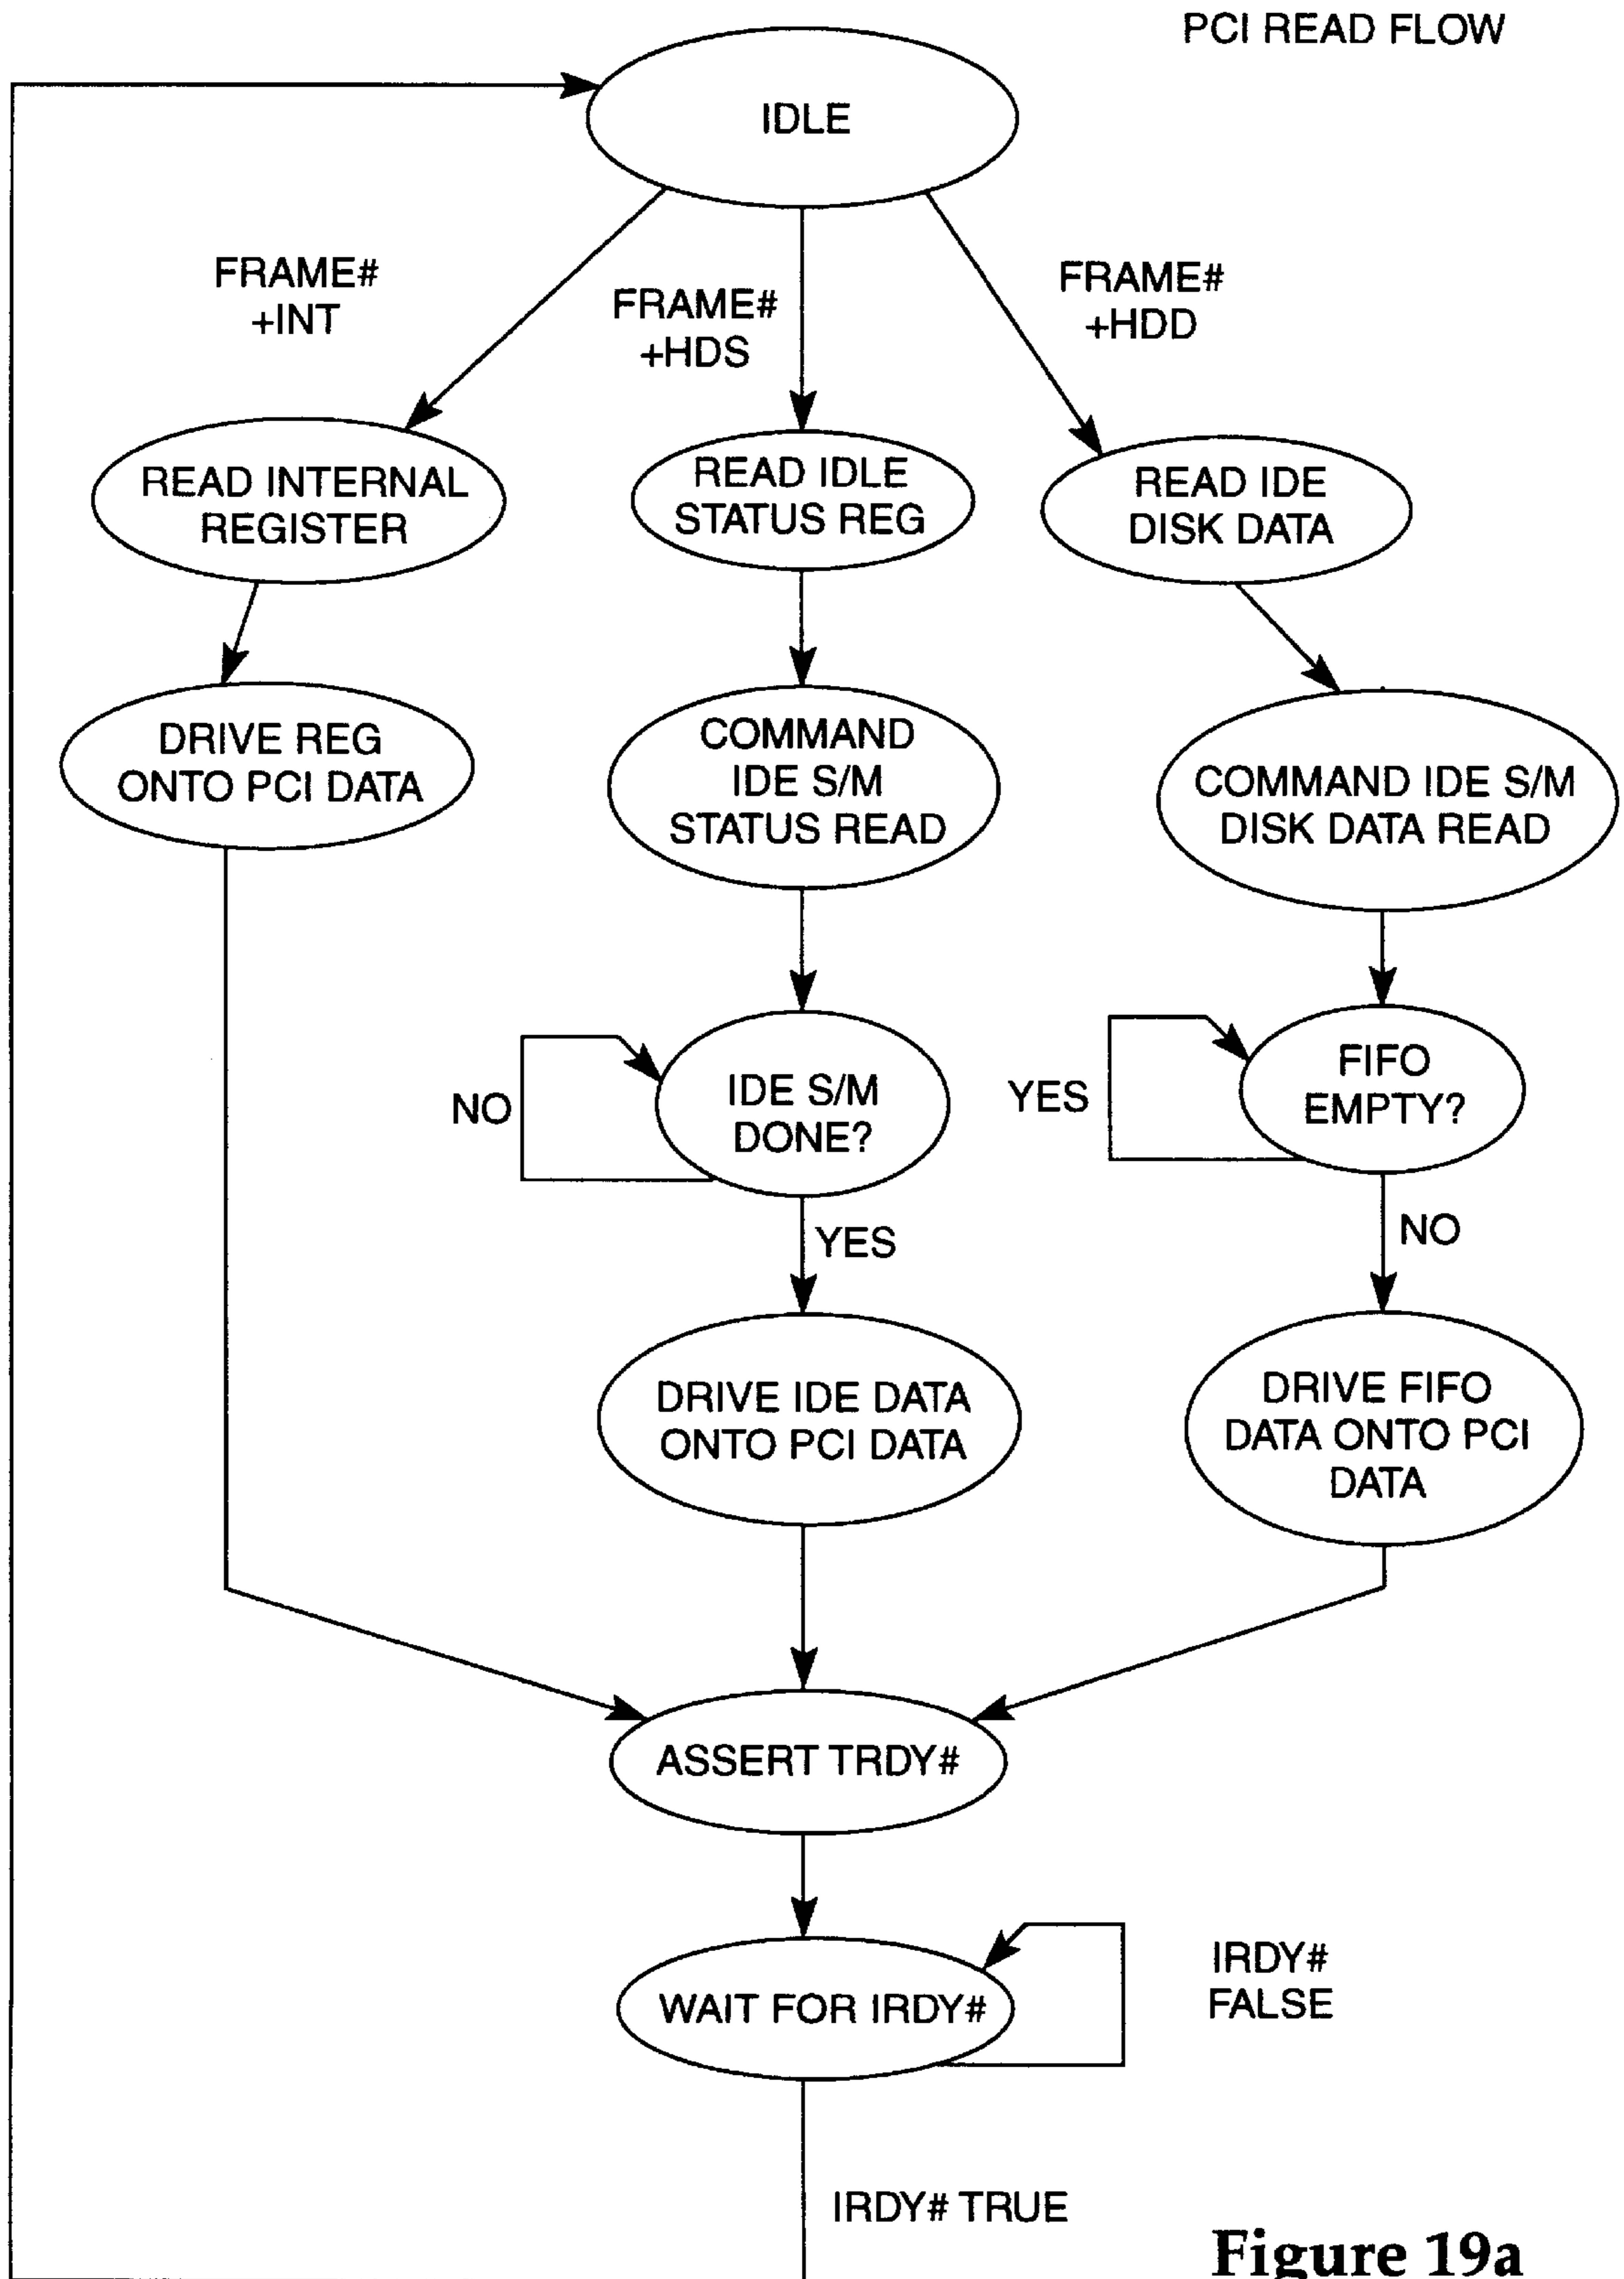 PCI READ FLOW
IDLE
FRAME#
+INT
FRAME#
+HDS
FRAME#
+HDD
READ INTERNAL
REGISTER
READ IDLE
STATUS REG
READ IDE
DISK DATA
DRIVE REG
ONTO PCI DATA
COMMAND
IDE S/M
STATUS READ
COMMAND IDE S/M
DISK DATA READ
NO
IDE S/M
DONE?
YES
FIFO
EMPTY?
YES
NO
DRIVE IDE DATA
ONTO PCI DATA
DRIVE FIFO
DATA ONTO PCI
DATA
ASSERT TRDY#
WAIT FOR IRDY#
IRDY#
FALSE
IRDY# TRUE
Figure 19a